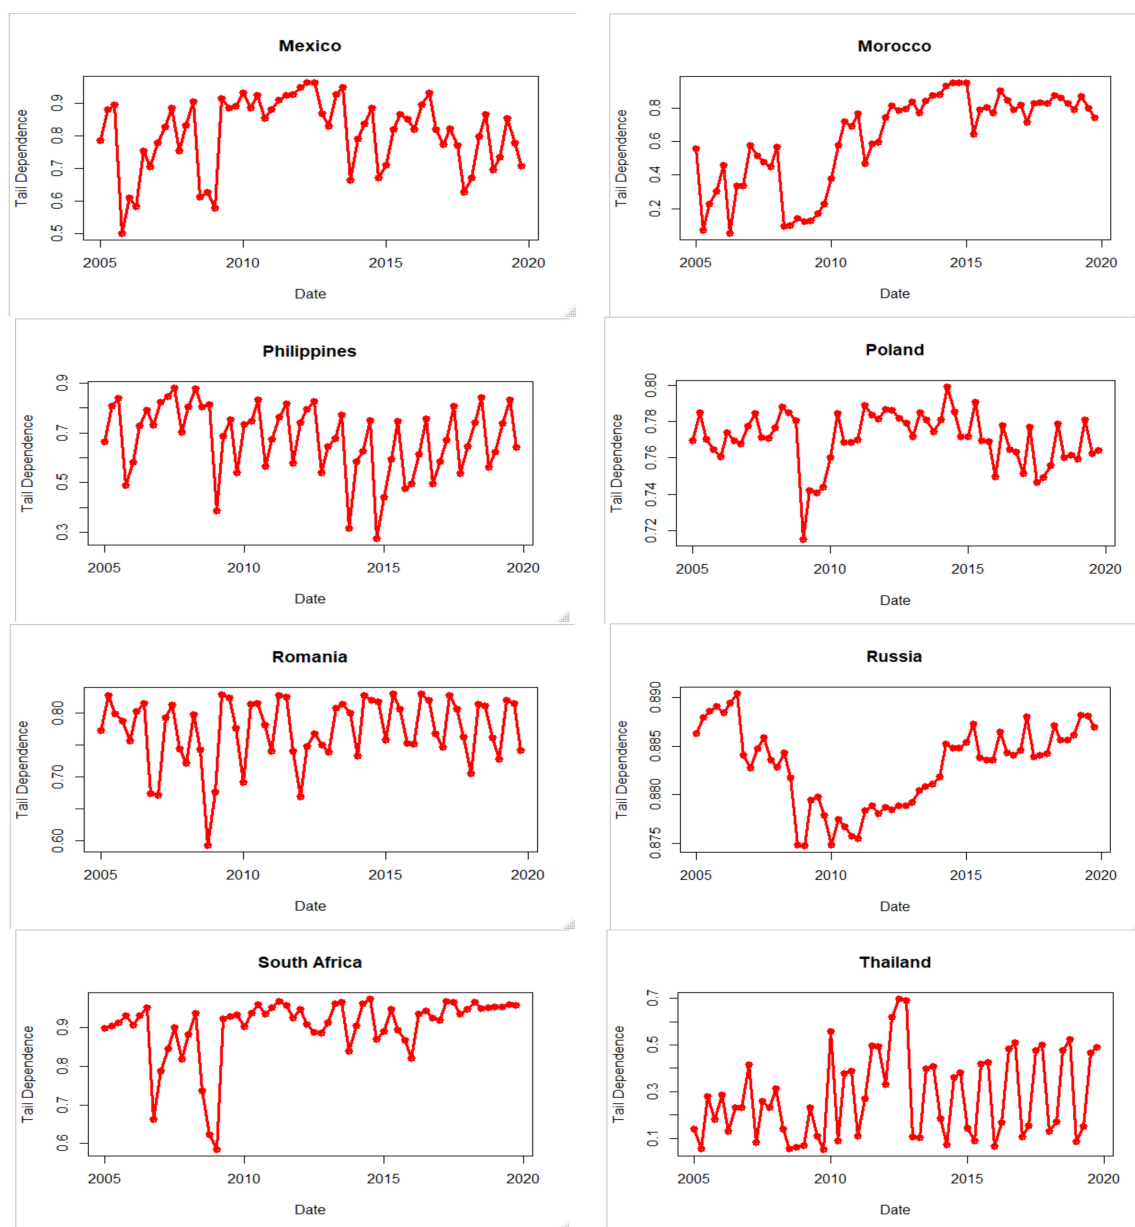 Mexico
Tail Dependence
0.5 0.6 0.7 0.8 0.9
2005 2010 2015 2020
Date
Morocco
Tail Dependence
0.2 0.4 0.6 0.8
2005 2010 2015 2020
Date
Philippines
Tail Dependence
0.3 0.5 0.7 0.9
2005 2010 2015 2020
Date
Poland
Tail Dependence
0.72 0.74 0.76 0.78 0.80
2005 2010 2015 2020
Date
Romania
Tail Dependence
0.60 0.70 0.80
2005 2010 2015 2020
Date
Russia
Tail Dependence
0.875 0.880 0.885 0.890
2005 2010 2015 2020
Date
South Africa
Tail Dependence
0.6 0.7 0.8 0.9
2005 2010 2015 2020
Date
Thailand
Tail Dependence
0.1 0.3 0.5 0.7
2005 2010 2015 2020
Date